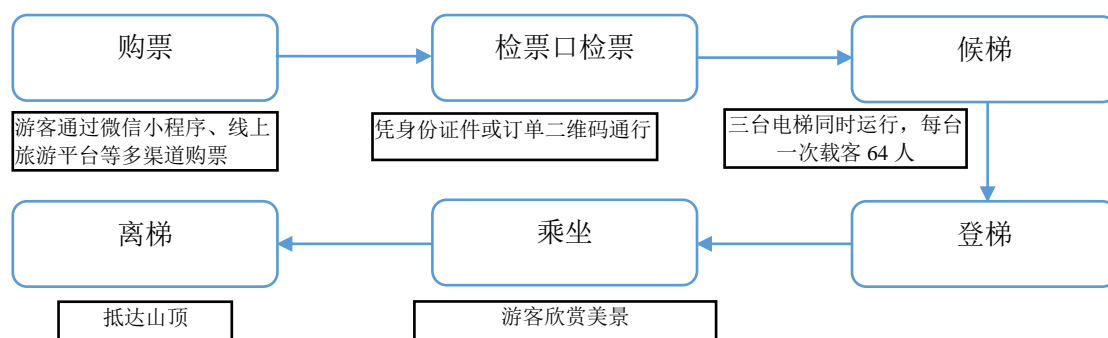 购票
检票口检票
候梯
游客通过微信小程序、线上
旅游平台等多渠道购票
凭身份证件或订单二维码通行
三台电梯同时运行，每台
一次载客 64 人
离梯
乘坐
登梯
抵达山顶
游客欣赏美景